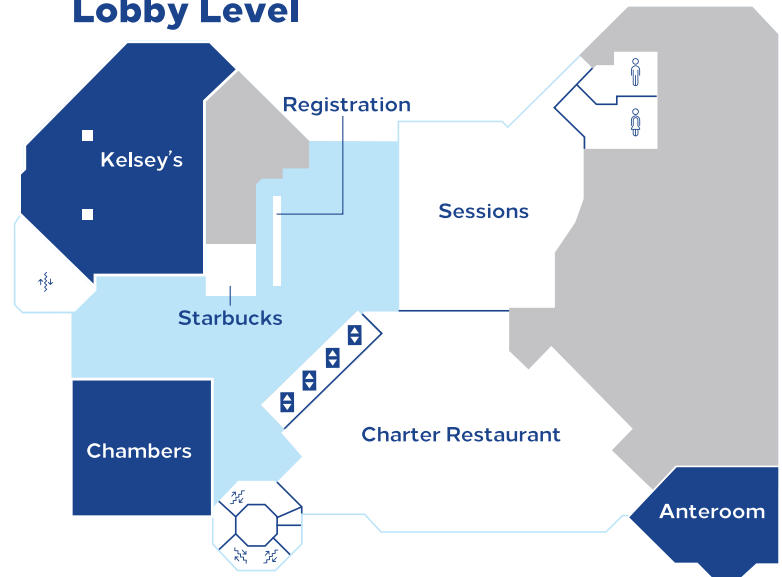 Lobby Level
Registration
Kelsey's
Sessions
Starbucks
Charter Restaurant
Chambers
Anteroom